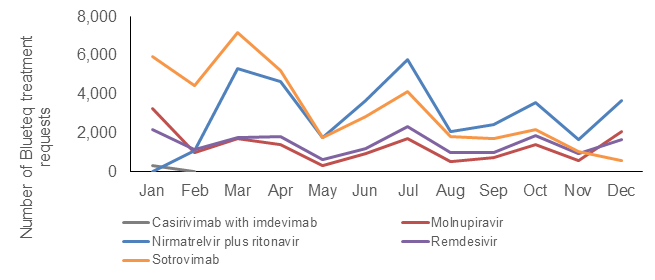 Number of Blueteq treatment
requests
8,000
6,000
4,000
2,000
0
Jan Feb Mar Apr May Jun Jul Aug Sep Oct Nov Dec
Casirivimab with imdevimab Molnupiravir
Nirmatrelvir plus ritonavir Remdesivir
Sotrovimab